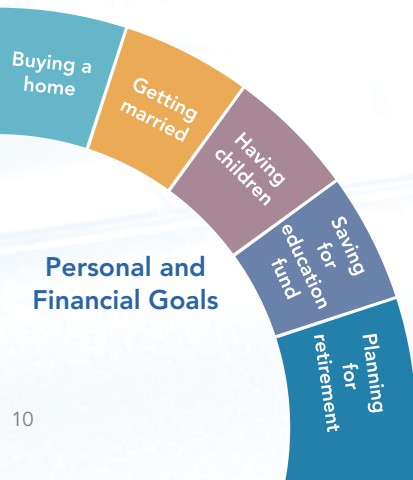 Buying a
home
Getting
married
Having
children
Saving
for
education
fund
Planning
for
retirement
Personal and
Financial Goals
10